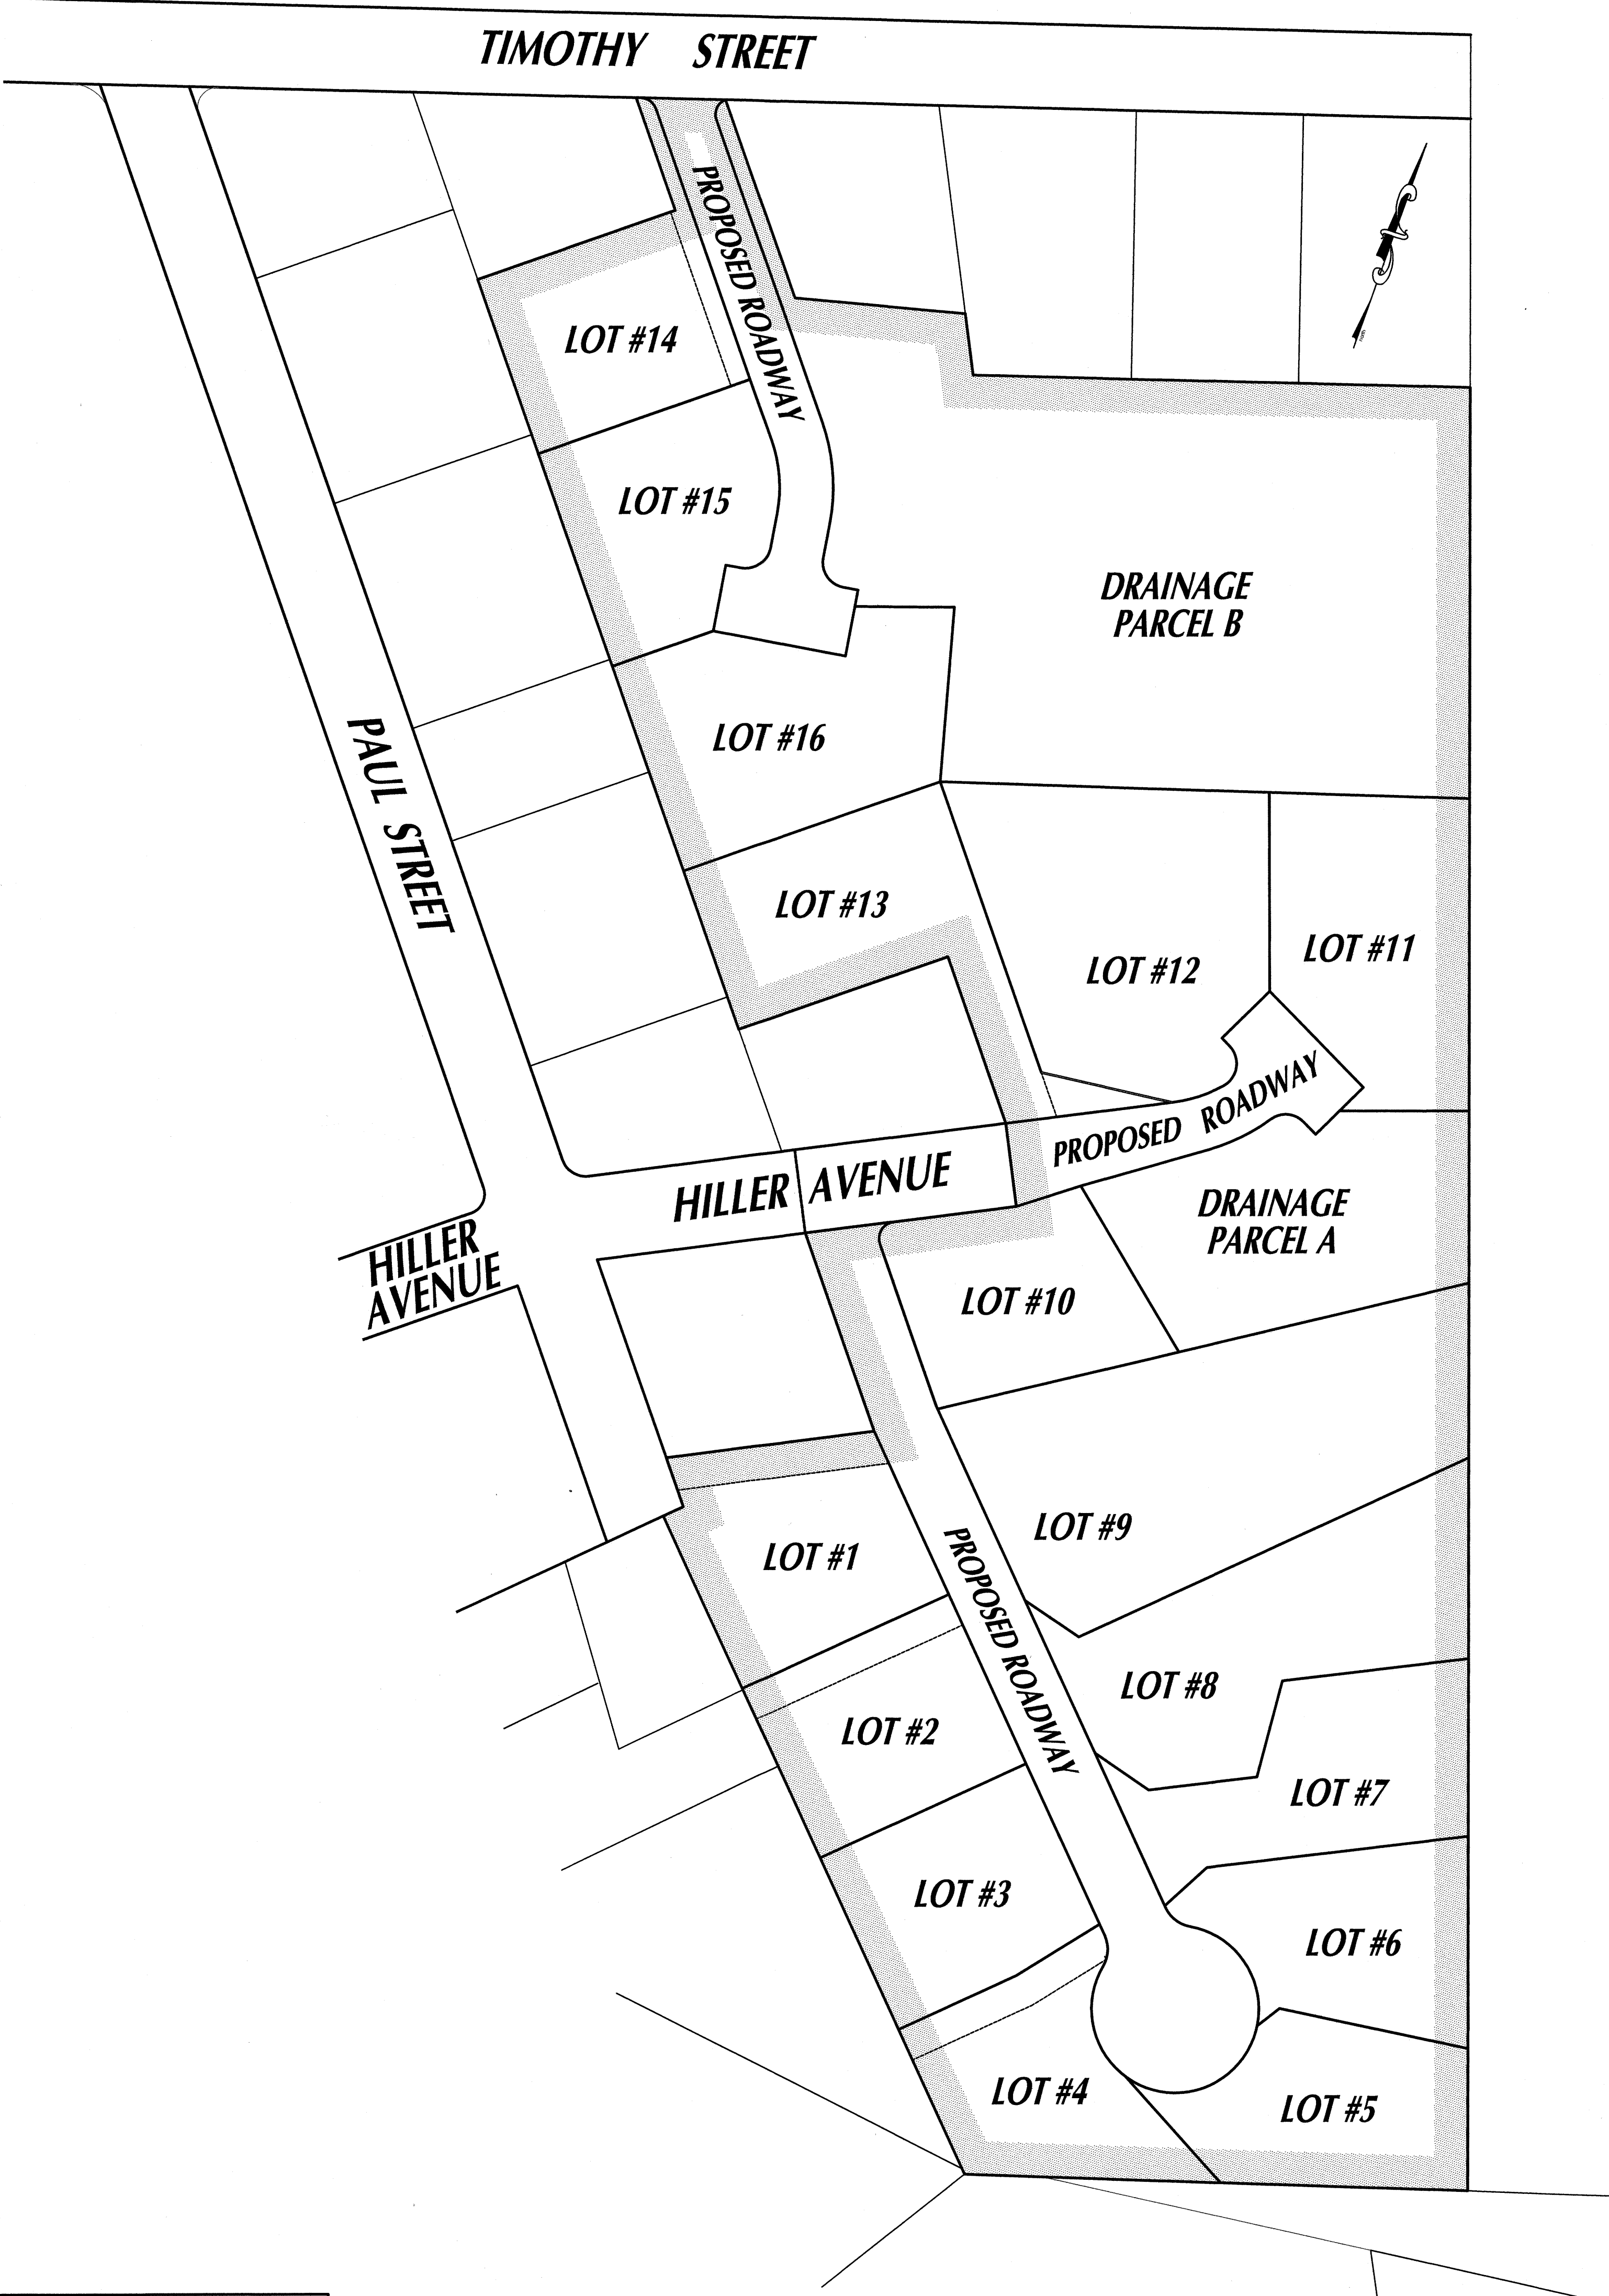 TIMOTHY STREET
PROPOSED ROADWAY
LOT #14
LOT #15
DRAINAGE
PARCEL B
LOT #16
PAUL STREET
LOT #13
LOT #12
LOT #11
PROPOSED ROADWAY
HILLER AVENUE
HILLER
AVENUE
DRAINAGE
PARCEL A
LOT #10
LOT #9
LOT #1
PROPOSED ROADWAY
LOT #8
LOT #2
LOT #7
LOT #3
LOT #6
LOT #4
LOT #5